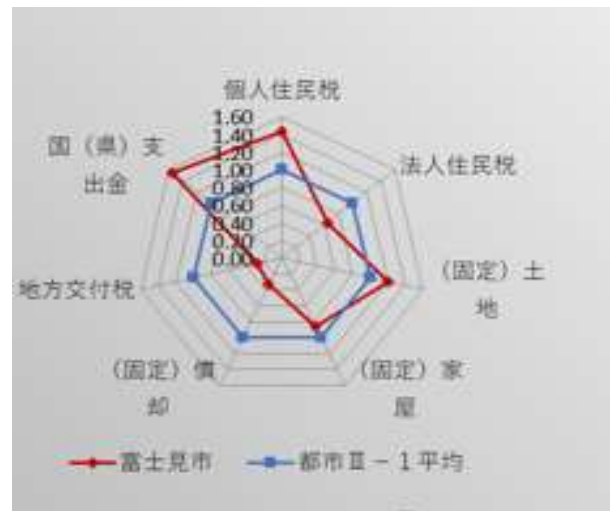 個人住民税
1.60
1.40
1.20
1.00
0.80
0.60
0.40
0.20
0.00
国（県）支
出金
法人住民税
（固定）土
地
地方交付税
（固定）償
却
（固定）家
屋
富士見市
都市Ⅱ－１平均